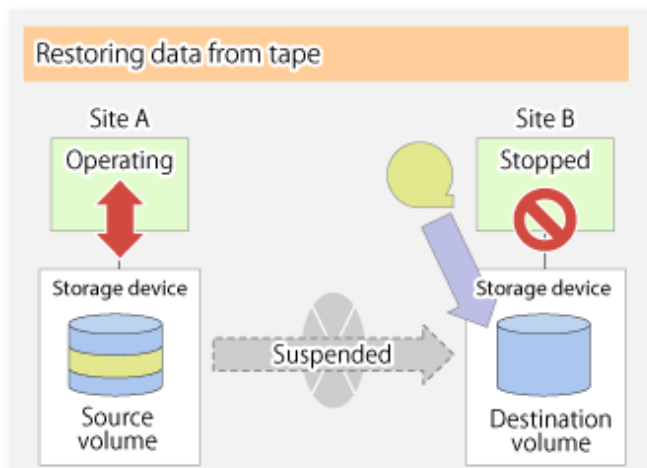 Restoring data from tape
Site A
Site B
Operating
Stopped
Storage device
Storage device
Suspended
Source
volume
Destination
volume